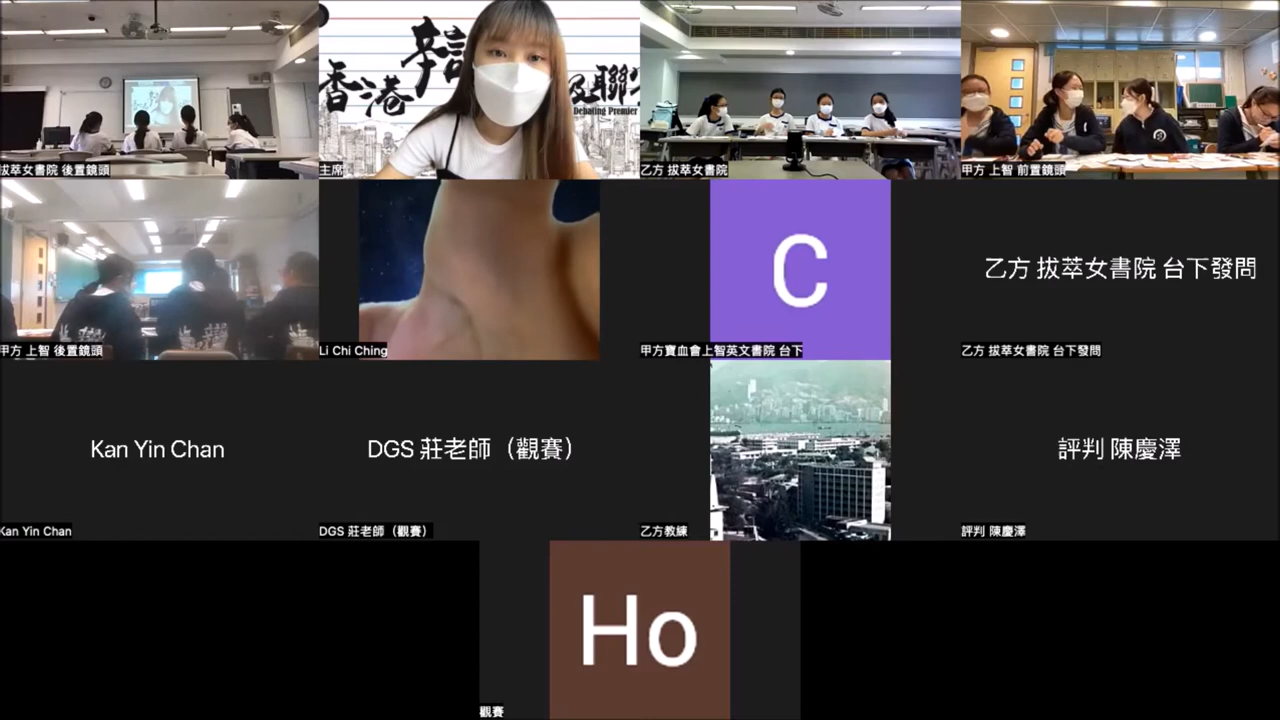 拔萃女書院 後置鏡頭
香港
辯
及聯
Debating Premier
主席
乙方 拔萃女書院
甲方 上智 前置鏡頭
甲方 上智 後置鏡頭
Li Chi Ching
C
甲方寶血會上智英文書院 台下
乙方 拔萃女書院 台下發問
乙方 拔萃女書院 台下發問
Kan Yin Chan
Kan Yin Chan
DGS 莊老師（觀賽）
DGS 莊老師（觀賽）
乙方教練
評判 陳慶澤
評判 陳慶澤
Ho
觀賽